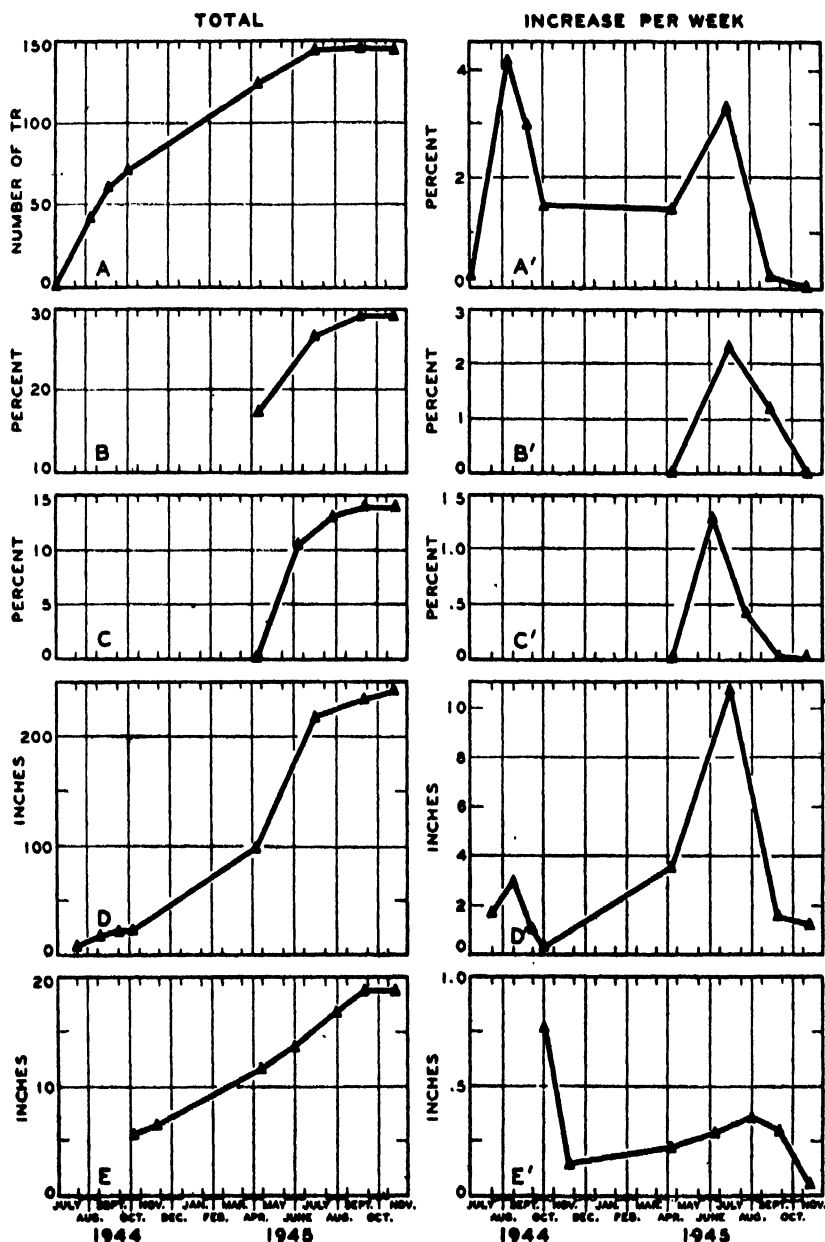 TOTAL
INCREASE PER WEEK
150
100
50
0
NUMBER OF TR
A
4
2
0
PERCENT
A'
30
20
10
PERCENT
B
3
2
1
0
PERCENT
B'
15
10
5
0
PERCENT
C
1 5
1.0
.5
0
PERCENT
C'
200
100
0
INCHES
D
10
8
6
4
2
0
INCHES
D'
20
10
0
INCHES
E
1.0
.5
0
INCHES
E'
JULY SEPT. NOV. JAN. MAR. MAY JULY SEPT. NOV.
AUG. OCT. DEC. FEB. APR. JUNE AUG. OCT.
1944 1945
JULY SEPT. NOV. JAN. MAR. MAY JULY SEPT. NOV.
AUG. OCT. DEC. FEB. APR. JUNE AUG. OCT.
1944 1945